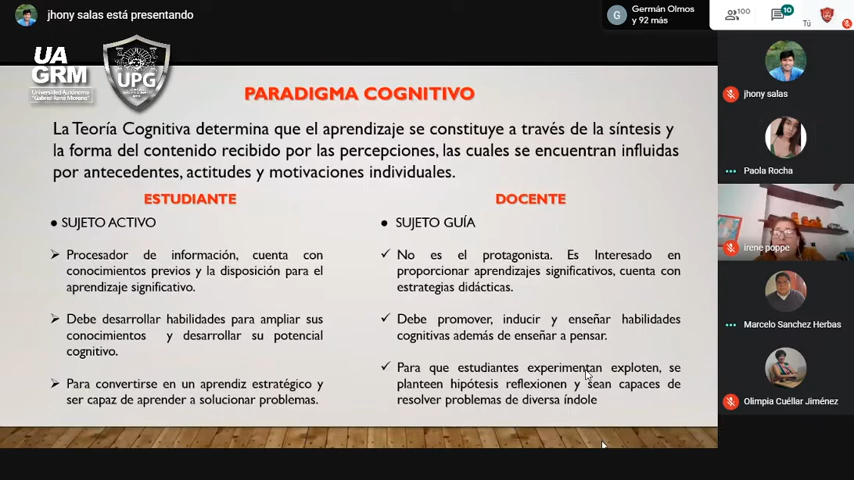 jhony salas está presentando
Germán Olmos
y 92 más
G
100
10
Tú
UA
GRM
Universidad Autónoma
"Gabriel René Moreno"
UPG
PARADIGMA COGNITIVO
La Teoría Cognitiva determina que el aprendizaje se constituye a través de la síntesis y
la forma del contenido recibido por las percepciones, las cuales se encuentran influidas
por antecedentes, actitudes y motivaciones individuales.
ESTUDIANTE
● SUJETO ACTIVO
Procesador de información, cuenta con
conocimientos previos y la disposición para el
aprendizaje significativo.
Debe desarrollar habilidades para ampliar sus
conocimientos y desarrollar su potencial
cognitivo.
Para convertirse en un aprendiz estratégico y
ser capaz de aprender a solucionar problemas.
DOCENTE
● SUJETO GUÍA
No es el protagonista. Es Interesado en
proporcionar aprendizajes significativos, cuenta con
estrategias didácticas.
Debe promover, inducir y enseñar habilidades
cognitivas además de enseñar a pensar.
Para que estudiantes experimentan exploten, se
planteen hipótesis reflexionen y sean capaces de
resolver problemas de diversa índole
jhony salas
Paola Rocha
irene poppe
Marcelo Sanchez Herbas
Olimpia Cuéllar Jiménez